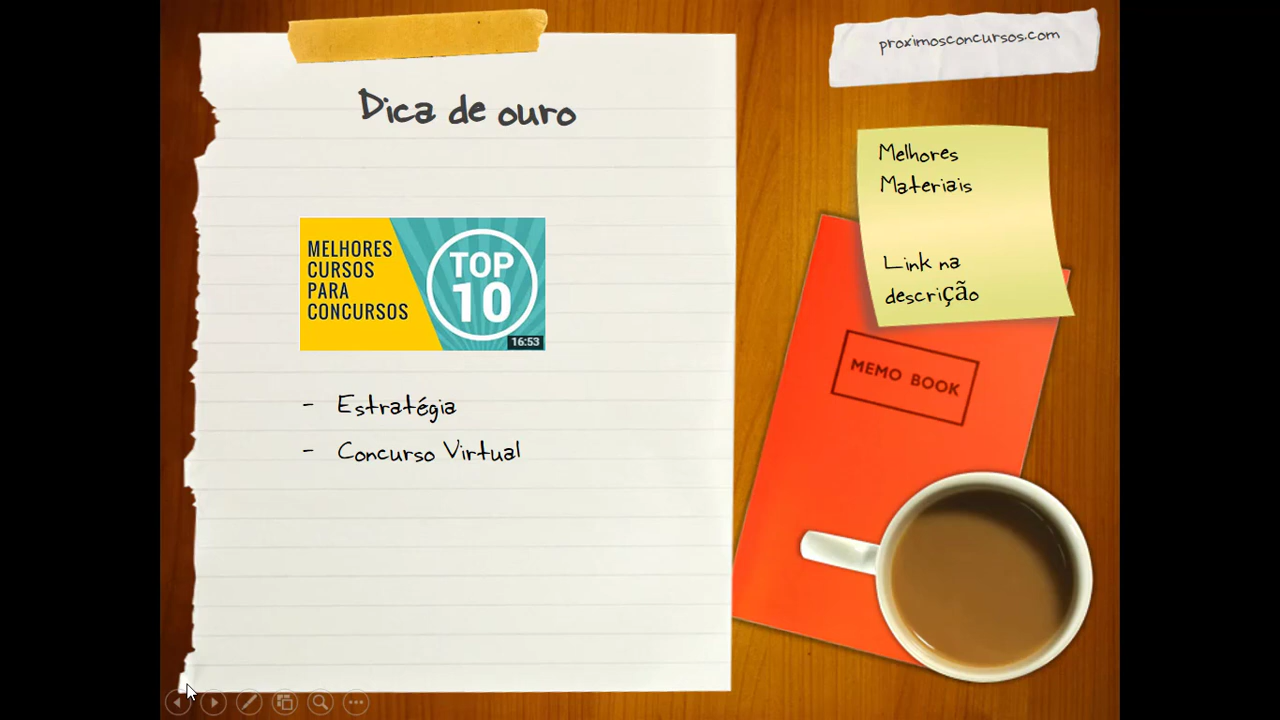 proximosconcursos.com
Dica de ouro
Melhores
Materiais
Link na
descrição
MELHORES
CURSOS
PARA
CONCURSOS
TOP
10
16:53
MEMO BOOK
- Estratégia
- Concurso Virtual